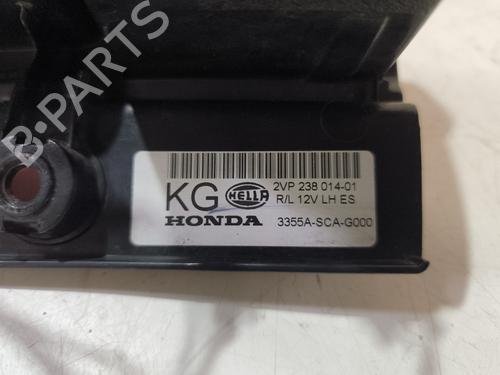 B-PARTS
KG HELLA 2VP 238 014-01
R/L 12V LH ES
HONDA 3355A-SCA-G000